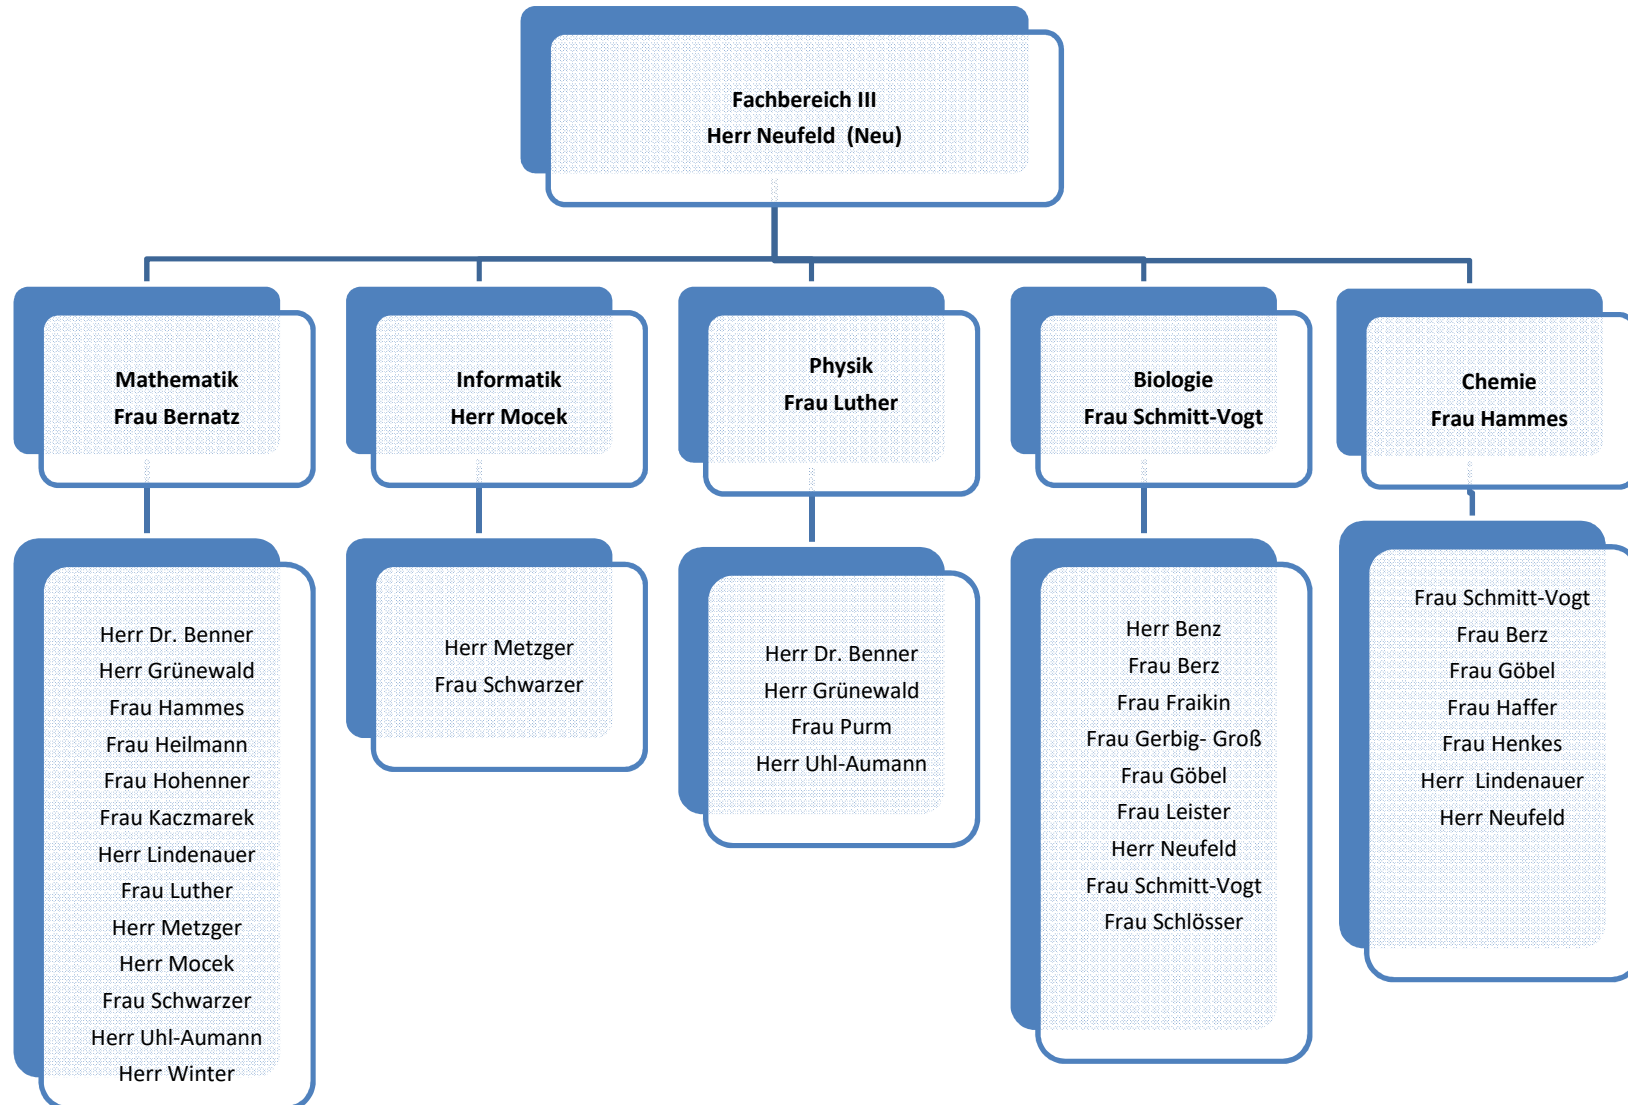 Fachbereich III
Herr Neufeld (Neu)
Mathematik
Frau Bernatz
Informatik
Herr Mocek
Physik
Frau Luther
Biologie
Frau Schmitt-Vogt
Chemie
Frau Hammes
Herr Dr. Benner
Herr Grünewald
Frau Hammes
Frau Heilmann
Frau Hohenner
Frau Kaczmarek
Herr Lindenauer
Frau Luther
Herr Metzger
Herr Mocek
Frau Schwarzer
Herr Uhl-Aumann
Herr Winter
Herr Metzger
Frau Schwarzer
Herr Dr. Benner
Herr Grünewald
Frau Purm
Herr Uhl-Aumann
Herr Benz
Frau Berz
Frau Fraikin
Frau Gerbig- Groß
Frau Göbel
Frau Leister
Herr Neufeld
Frau Schmitt-Vogt
Frau Schlösser
Frau Schmitt-Vogt
Frau Berz
Frau Göbel
Frau Haffer
Frau Henkes
Herr Lindenauer
Herr Neufeld